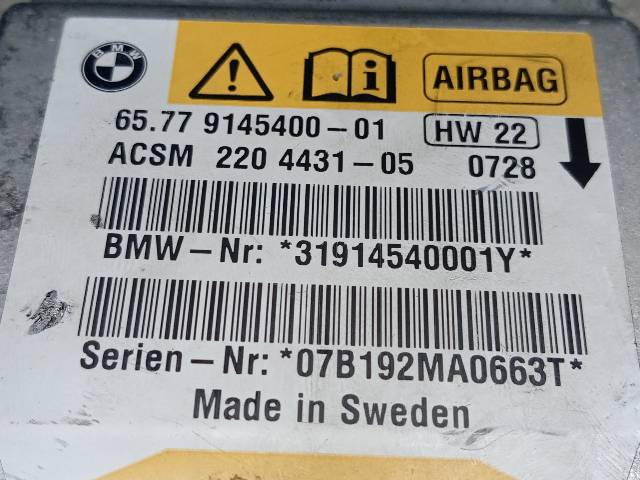 BMW
AIRBAG
65.77 9145400-01 HW 22
ACSM 220 4431-05 0728
BMW-Nr: *31914540001Y*
Serien-Nr: *07B192MA0663T*
Made in Sweden